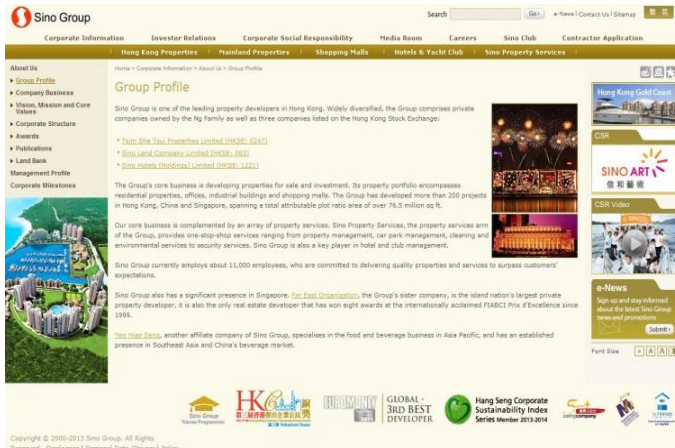 Sino Group
Search
Go
e-News | Contact Us | Sitemap
繁 简
Corporate Information
Investor Relations
Corporate Social Responsibility
Media Room
Careers
Sino Club
Contractor Application
Hong Kong Properties
Mainland Properties
Shopping Malls
Hotels & Yacht Club
Sino Property Services
About Us
Group Profile
Company Business
Vision, Mission and Core
Values
Corporate Structure
Awards
Publications
Land Bank
Management Profile
Corporate Milestones
Home > Corporate Information > About Us > Group Profile
Group Profile
Sino Group is one of the leading property developers in Hong Kong. Widely diversified, the Group comprises private
companies owned by the Ng Family as well as three companies listed on the Hong Kong Stock Exchange:
Tsim Sha Tsui Properties Limited (HKSE: 0247)
Sino Land Company Limited (HKSE: 083)
Sino Hotels (Holdings) Limited (HKSE: 1221)
The Group's core business is developing properties for sale and investment. Its property portfolio encompasses
residential properties, offices, industrial buildings and shopping malls. The Group has developed more than 200 projects
in Hong Kong, China and Singapore, spanning a total attributable plot ratio area of over 76.5 million sq ft.
Our core business is complemented by an array of property services. Sino Property Services, the property services arm
of the Group, provides one-stop-shop services ranging from property management, car park management, cleaning and
environmental services to security services. Sino Group is also a key player in hotel and club management.
Sino Group currently employs about 11,000 employees, who are committed to delivering quality properties and services to surpass customers'
expectations.
Sino Group also has a significant presence in Singapore. Far East Organization, the Group's sister company, is the island nation's largest private
property developer, it is also the only real estate developer that has won eight awards at the internationally acclaimed FIABCI Prix d'Excellence since
1999.
Yeo Hiap Seng, another affiliate company of Sino Group, specialises in the food and beverage business in Asia Pacific, and has an established
presence in Southeast Asia and China's beverage market.
Hong Kong Gold Coast
CSR
SINO ART
信和藝術
CSR Video
e-News
Sign up and stay informed
about the latest Sino Group
news and promotions
Submit
Font Size
A A
Sino Group
Trainee Programmes
HK
EUROMONEY
GLOBAL -
3RD BEST
DEVELOPER
Hang Seng Corporate
Sustainability Index
Series Member 2013-2014
caringcompany
Copyright © 2000-2013 Sino Group. All Rights
Reserved. Disclaimer | Personal Data (Privacy) Policy